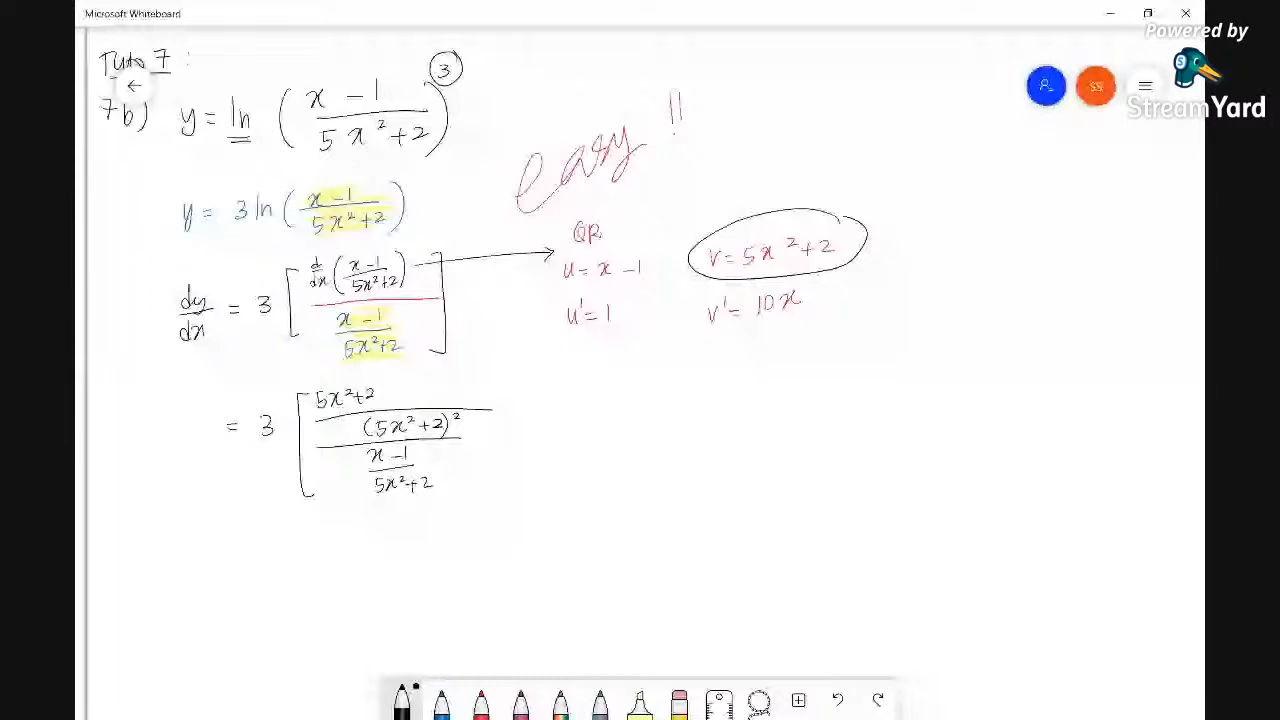 Microsoft Whiteboard
Powered by
StreamYard
SS
Tuto 7 :
7b) y = ln ( x - 1 / 5x² + 2 )³
easy !!
y = 3 ln ( x - 1 / 5x² + 2 )
dy/dx = 3 [ d/dx ( x - 1 / 5x² + 2 ) / ( x - 1 / 5x² + 2 ) ]
QR
u = x - 1 v = 5x² + 2
u' = 1 v' = 10x
= 3 [ 5x² + 2 / (5x² + 2)² / ( x - 1 / 5x² + 2 )